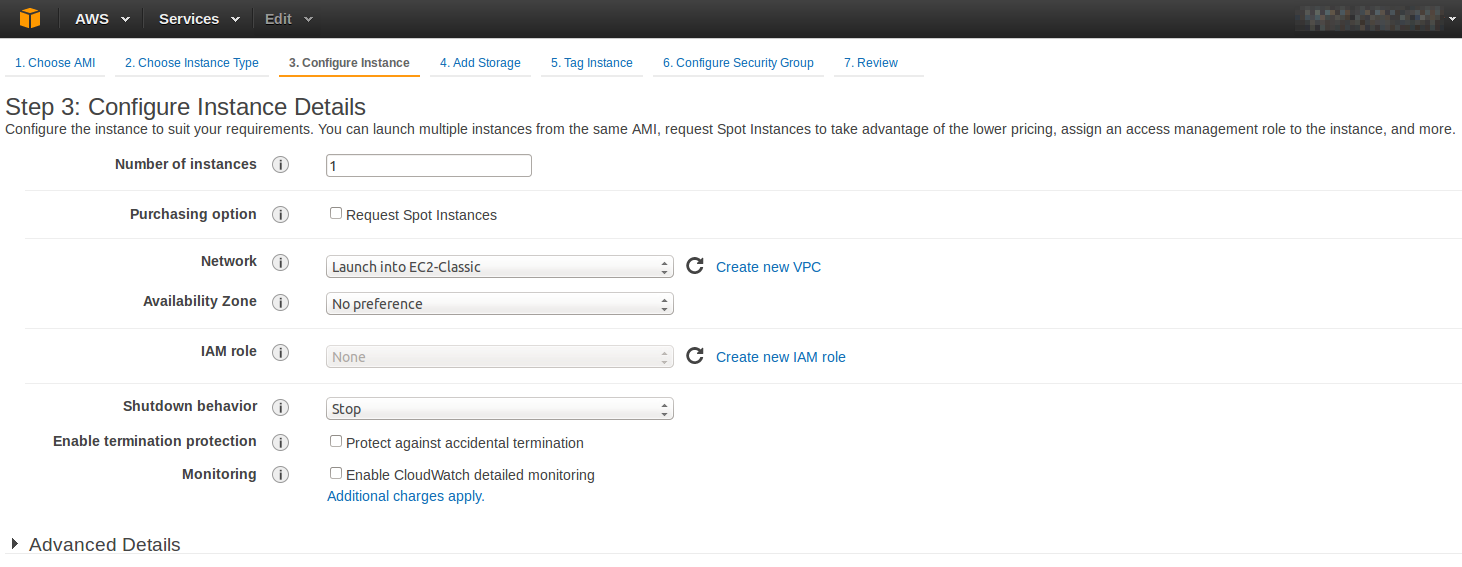 AWS Services Edit
1. Choose AMI 2. Choose Instance Type 3. Configure Instance 4. Add Storage 5. Tag Instance 6. Configure Security Group 7. Review
Step 3: Configure Instance Details
Configure the instance to suit your requirements. You can launch multiple instances from the same AMI, request Spot Instances to take advantage of the lower pricing, assign an access management role to the instance, and more.
Number of instances i 1
Purchasing option i Request Spot Instances
Network i Launch into EC2-Classic Create new VPC
Availability Zone i No preference
IAM role i None Create new IAM role
Shutdown behavior i Stop
Enable termination protection i Protect against accidental termination
Monitoring i Enable CloudWatch detailed monitoring
Additional charges apply.
Advanced Details